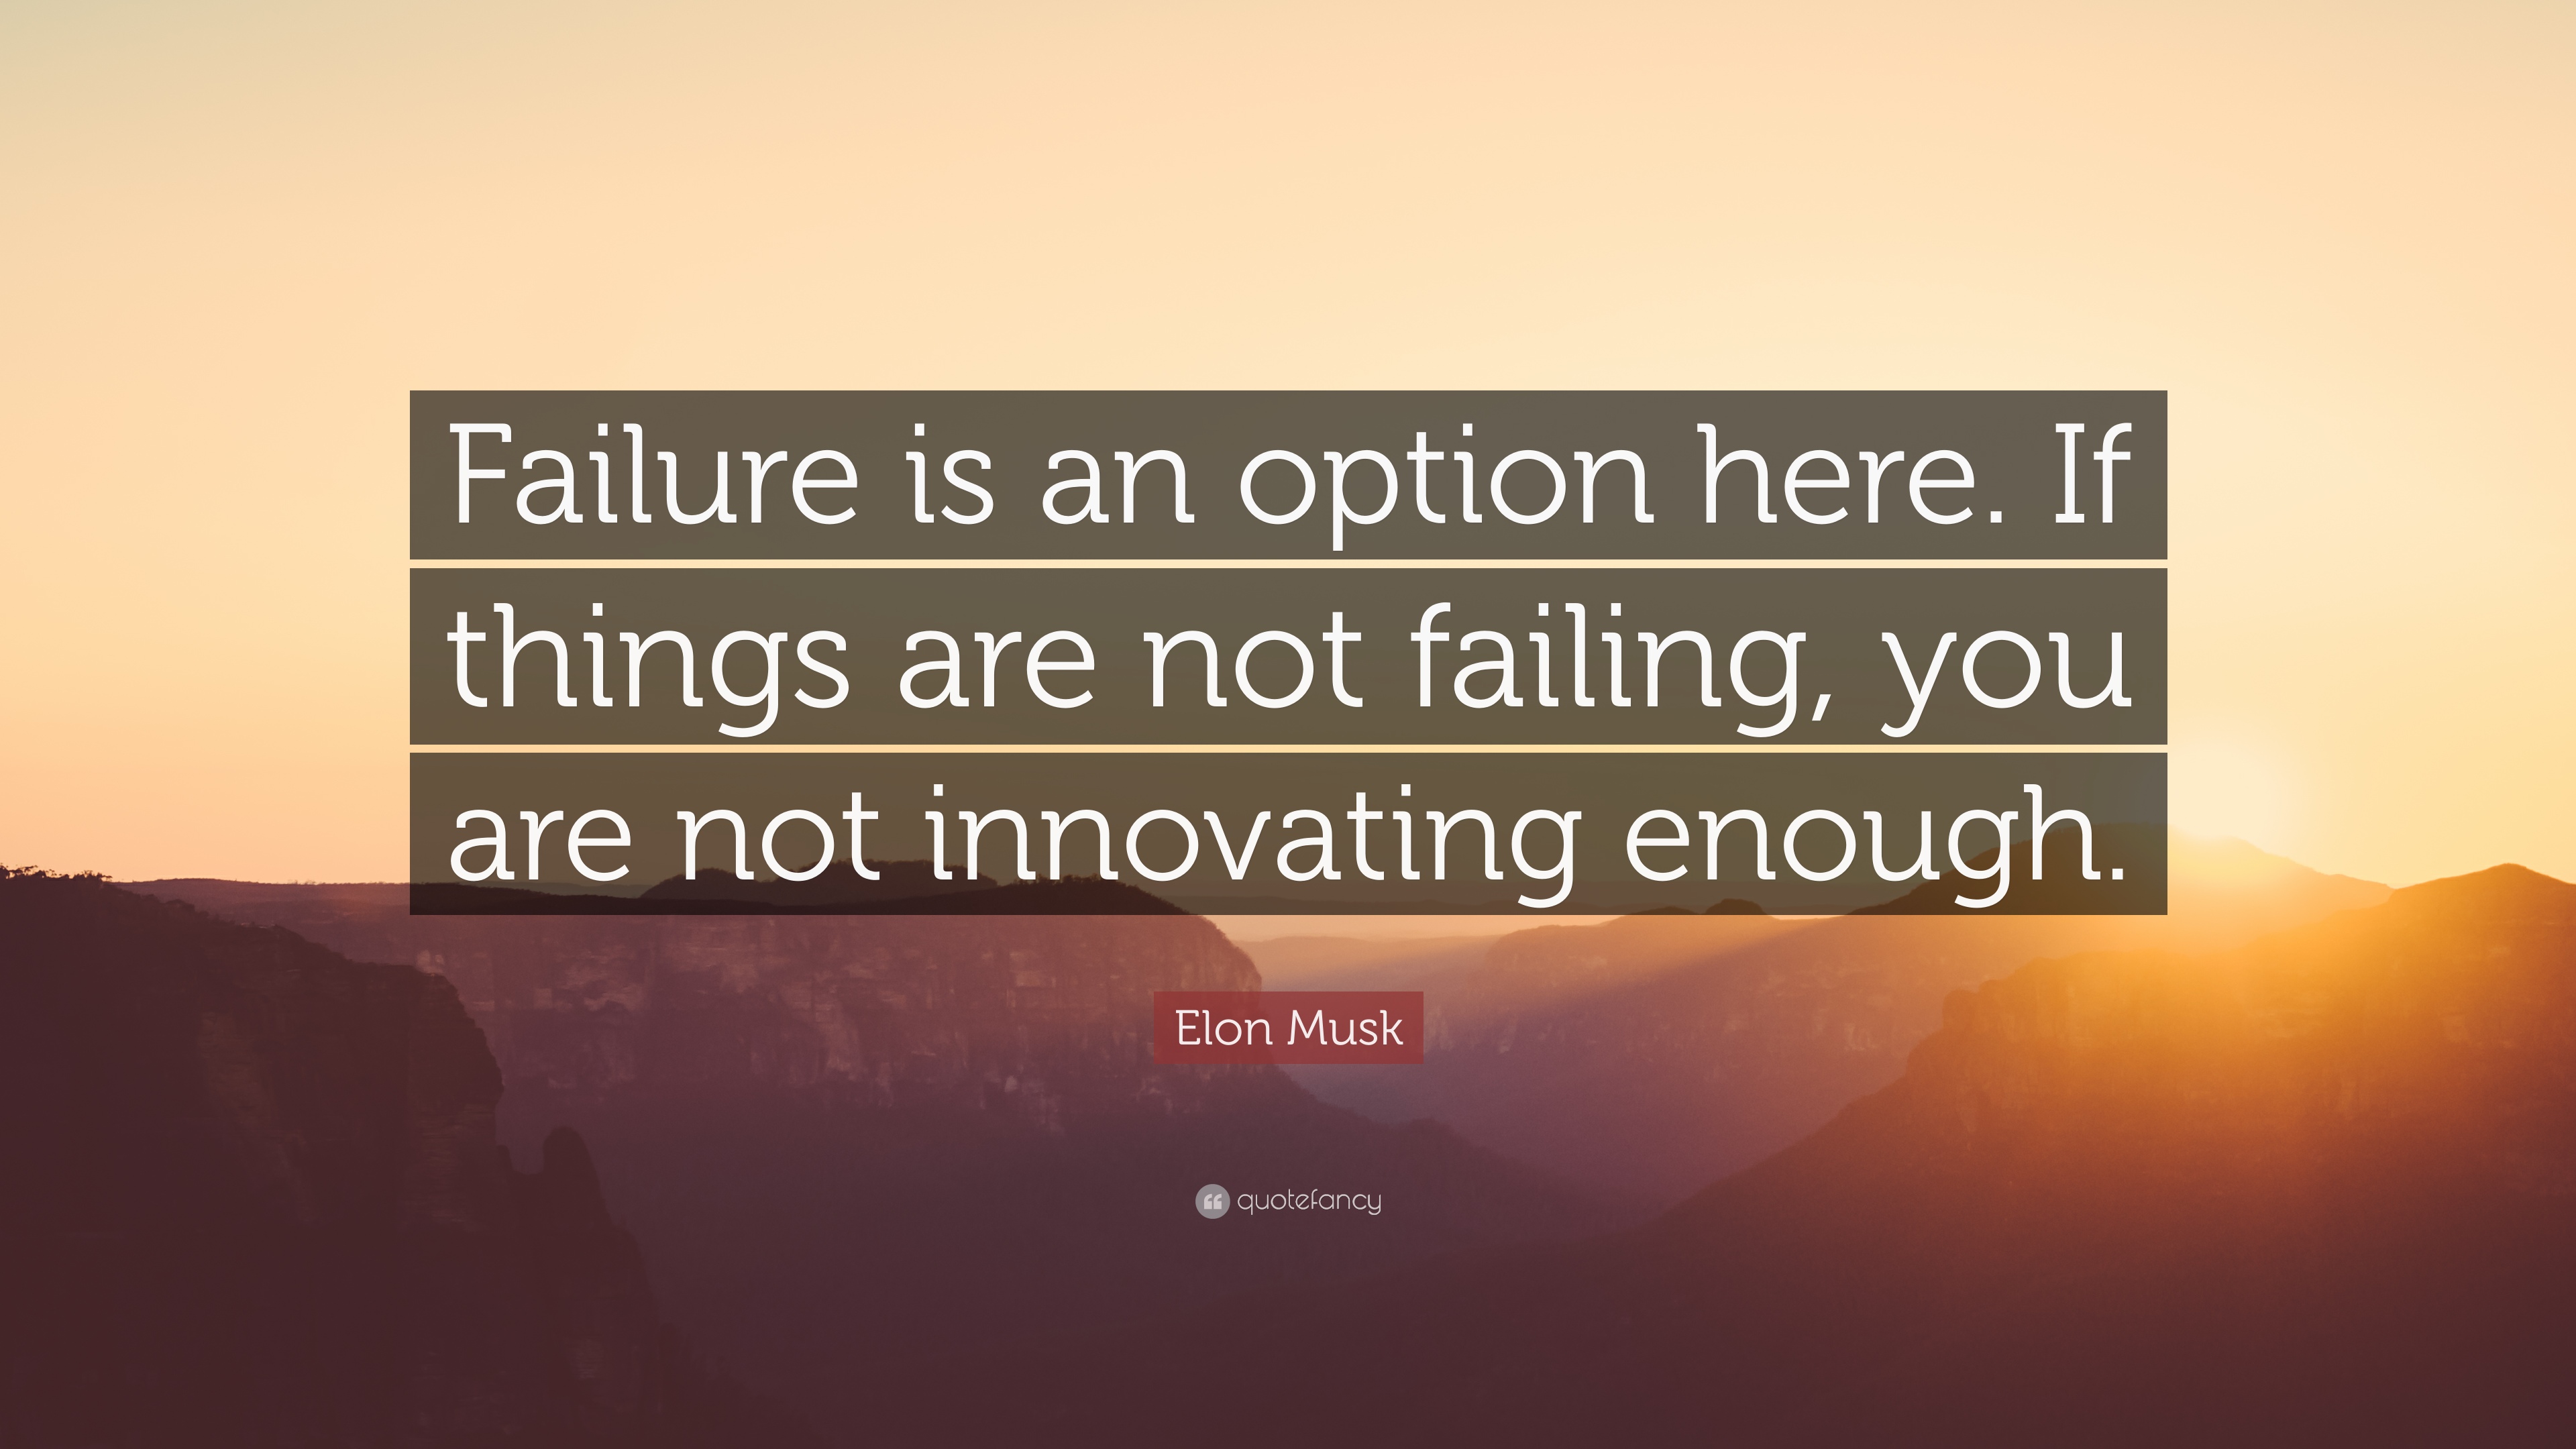 Failure is an option here. If
things are not failing, you
are not innovating enough.
Elon Musk
quotefancy